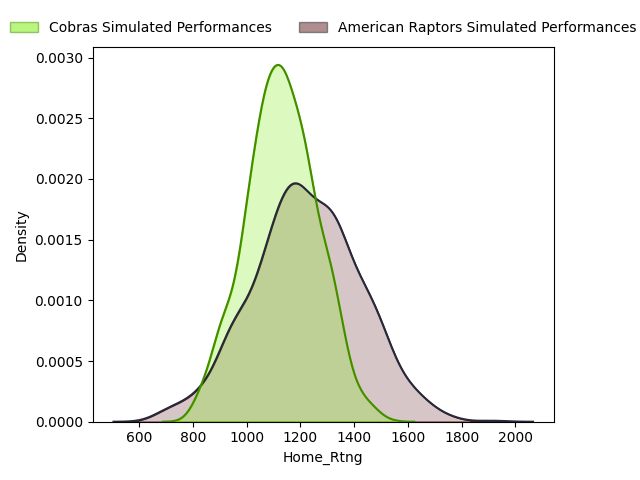 Cobras Simulated Performances American Raptors Simulated Performances
0.0030
0.0025
0.0020
0.0015
0.0010
0.0005
0.0000
Density
600 800 1000 1200 1400 1600 1800 2000
Home_Rtng